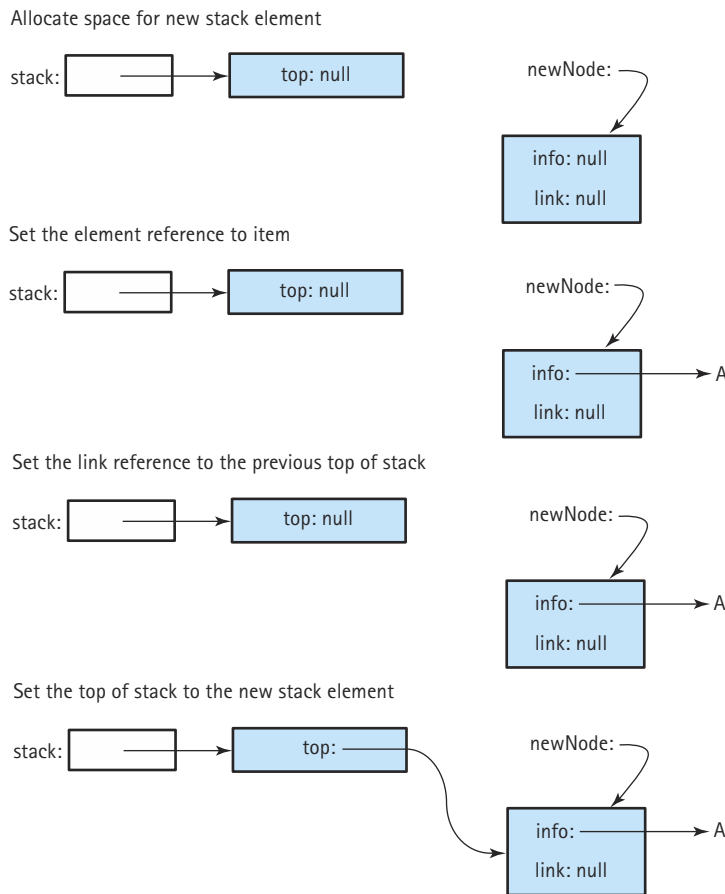 Allocate space for new stack element
stack:
top: null
newNode:
info: null
link: null
Set the element reference to item
stack:
top: null
newNode:
info:
A
link: null
Set the link reference to the previous top of stack
stack:
top: null
newNode:
info:
A
link: null
Set the top of stack to the new stack element
stack:
top:
newNode:
info:
A
link: null